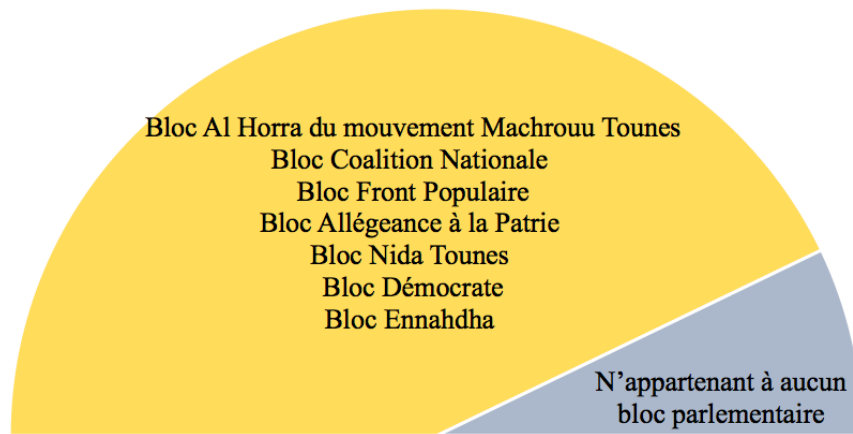 Bloc Al Horra du mouvement Machrouu Tounes
Bloc Coalition Nationale
Bloc Front Populaire
Bloc Allégeance à la Patrie
Bloc Nida Tounes
Bloc Démocrate
Bloc Ennahdha
N’appartenant à aucun
bloc parlementaire